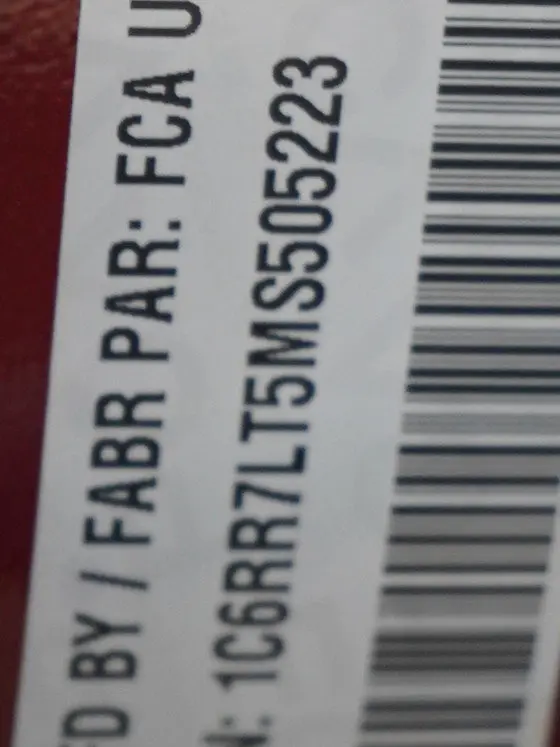 D BY / FABR PAR: FCA U
N: 1C6RR7LT5MS505223